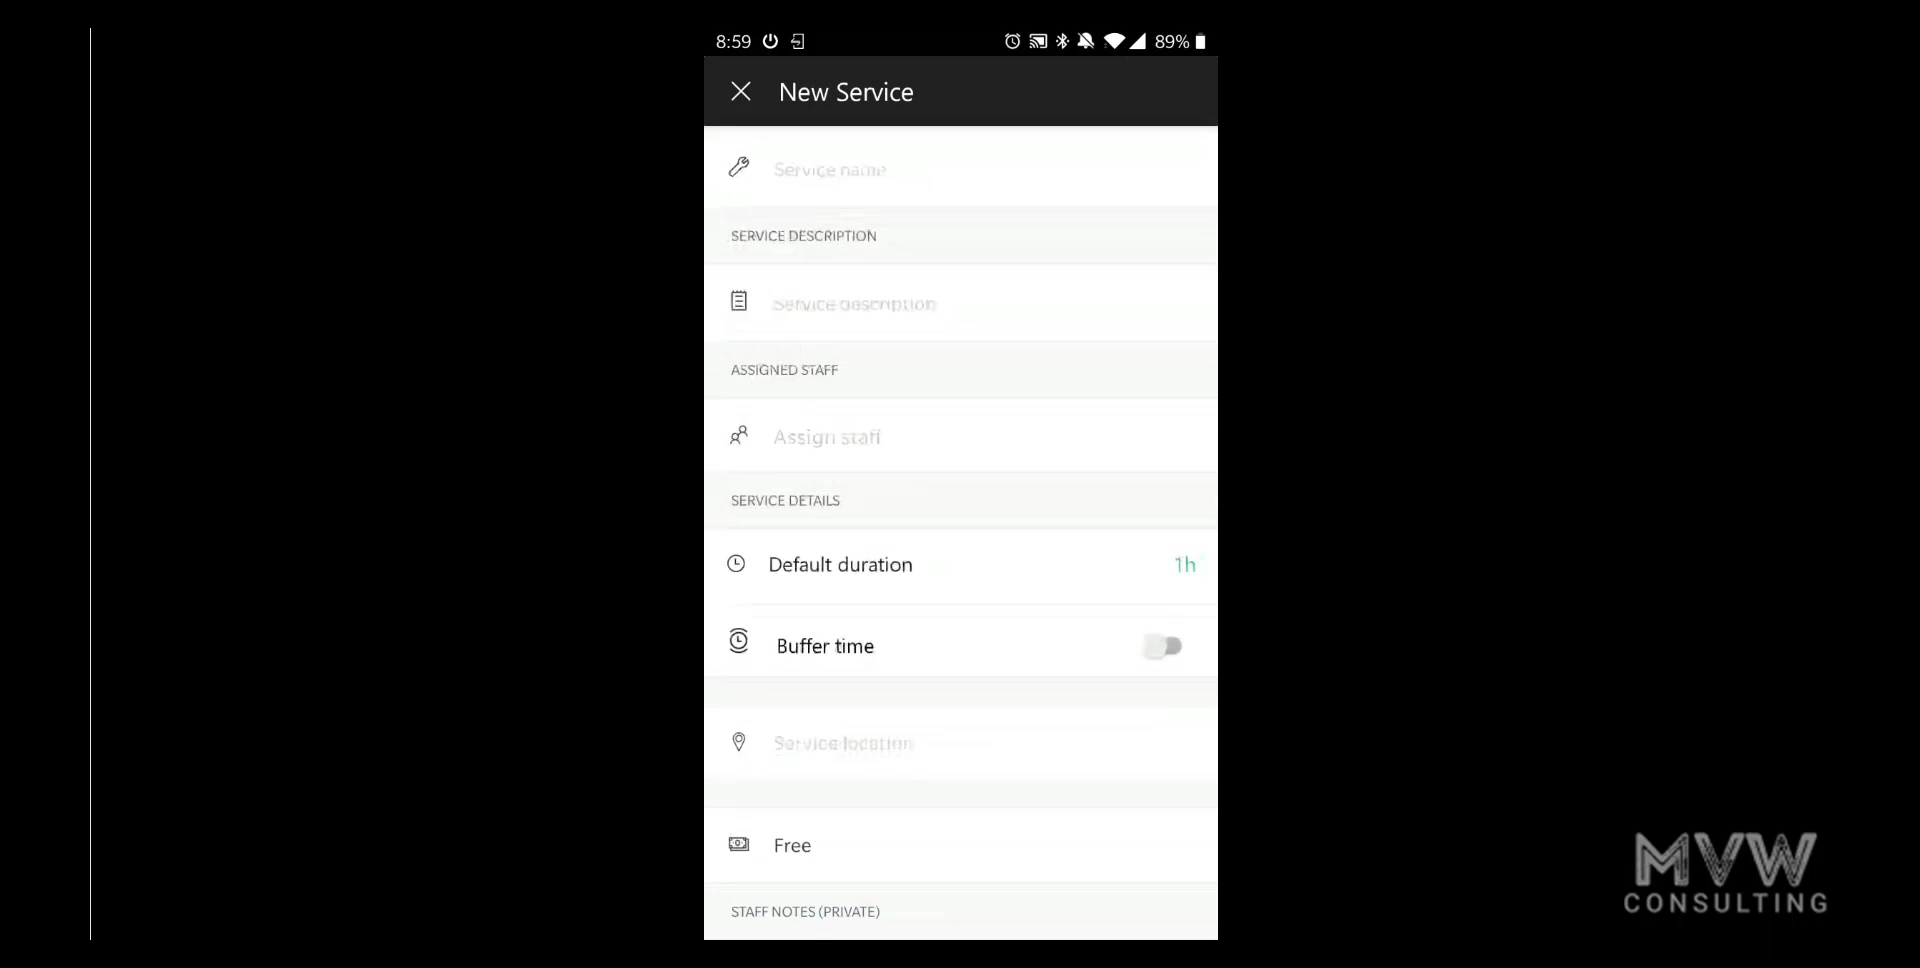 8:59 89%
New Service
Service name
SERVICE DESCRIPTION
Service description
ASSIGNED STAFF
Assign staff
SERVICE DETAILS
Default duration 1h
Buffer time
Service location
Free
STAFF NOTES (PRIVATE)
MVW
CONSULTING